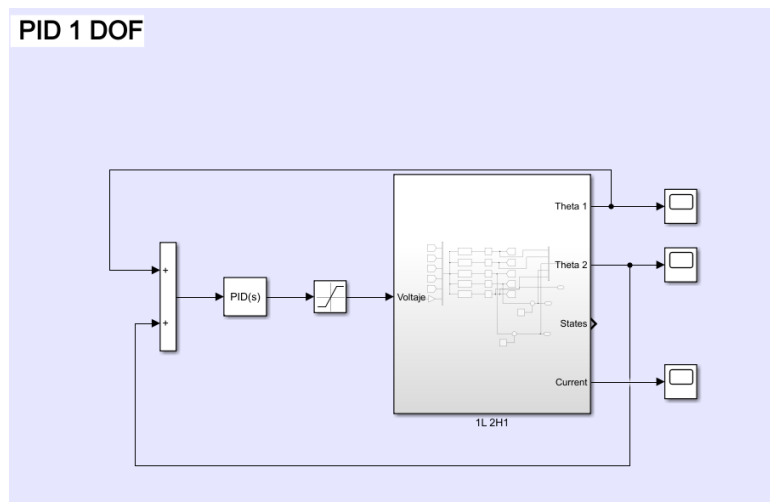 PID 1 DOF
Theta 1
+
PID(s)
Voltaje
Theta 2
+
States
Current
1L 2H1